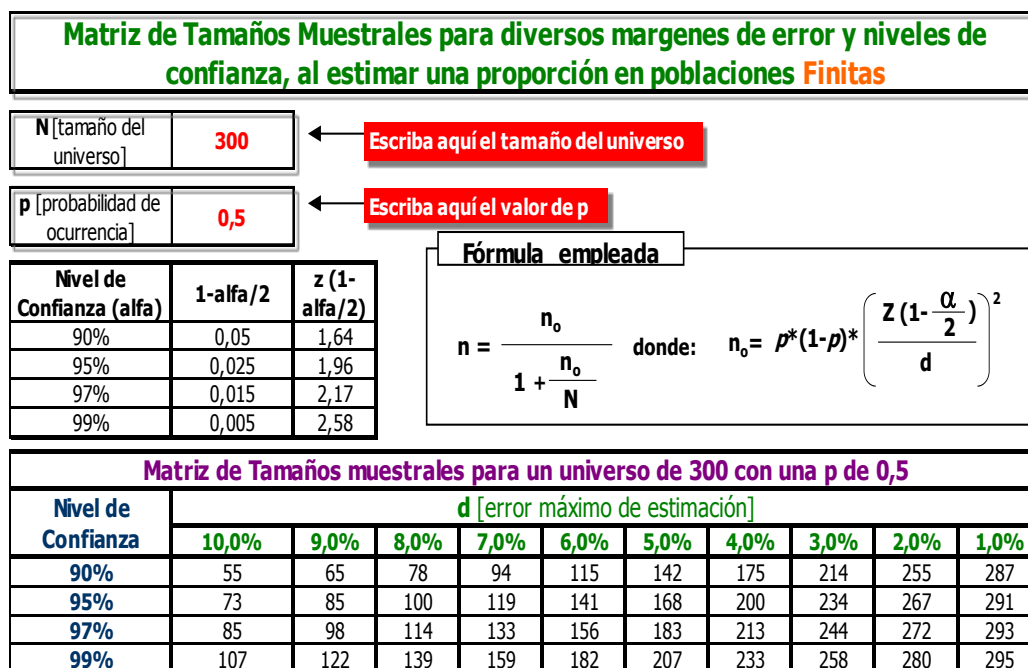 Matriz de Tamaños Muestrales para diversos margenes de error y niveles de
confianza, al estimar una proporción en poblaciones Finitas
N [tamaño del
universo]
300
Escriba aquí el tamaño del universo
p [probabilidad de
ocurrencia]
0,5
Escriba aquí el valor de p
Nivel de
Confianza (alfa)
1-alfa/2
z (1-
alfa/2)
90% 0,05 1,64
95% 0,025 1,96
97% 0,015 2,17
99% 0,005 2,58
Fórmula empleada
n = n₀ / (1 + n₀ / N) donde: n₀ = p*(1-p)* ( Z (1- α / 2 ) / d )²
Matriz de Tamaños muestrales para un universo de 300 con una p de 0,5
Nivel de
Confianza
d [error máximo de estimación]
10,0% 9,0% 8,0% 7,0% 6,0% 5,0% 4,0% 3,0% 2,0% 1,0%
90% 55 65 78 94 115 142 175 214 255 287
95% 73 85 100 119 141 168 200 234 267 291
97% 85 98 114 133 156 183 213 244 272 293
99% 107 122 139 159 182 207 233 258 280 295